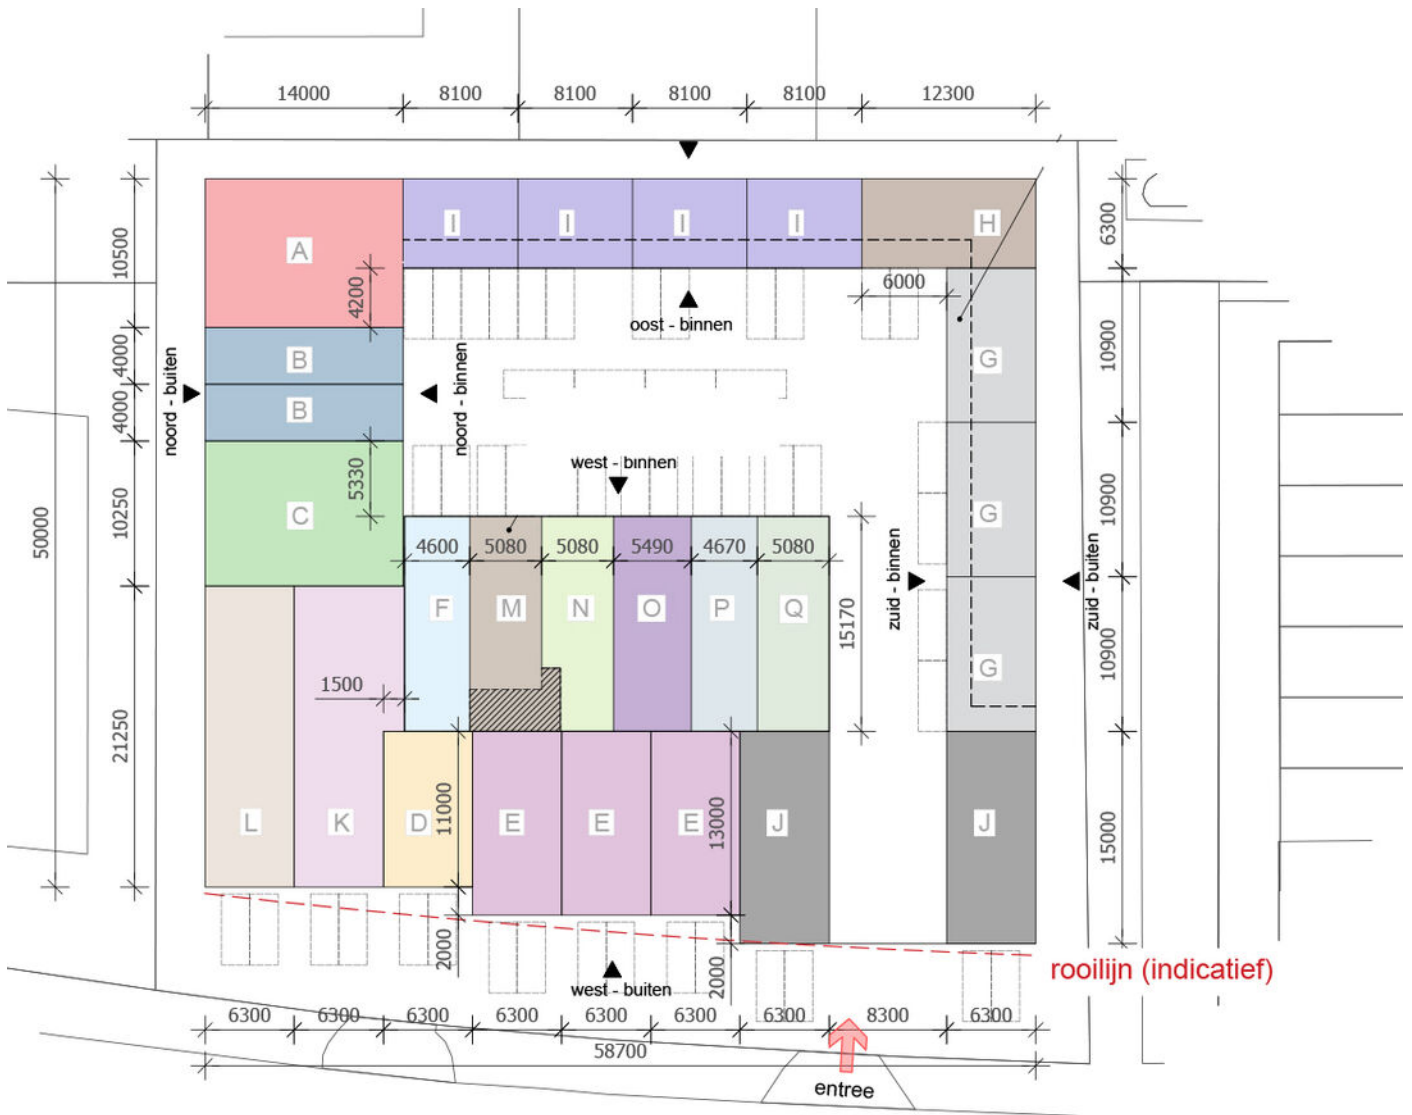 14000 8100 8100 8100 8100 12300
A I I I I H
10500 4200 6300
6000
oost - binnen
4000 B G 10900
noord - buiten noord - binnen
4000 B
50000
west - binnen
10250 C 5330 G 10900
4600 5080 5080 5490 4670 5080
zuid - binnen zuid - buiten
F M N O P Q 15170
1500 G 10900
21250
L K D 11000 E E E 13000 J J 15000
2000 2000
rooilijn (indicatief)
west - buiten
6300 6300 6300 6300 6300 6300 6300 8300 6300
58700
entree